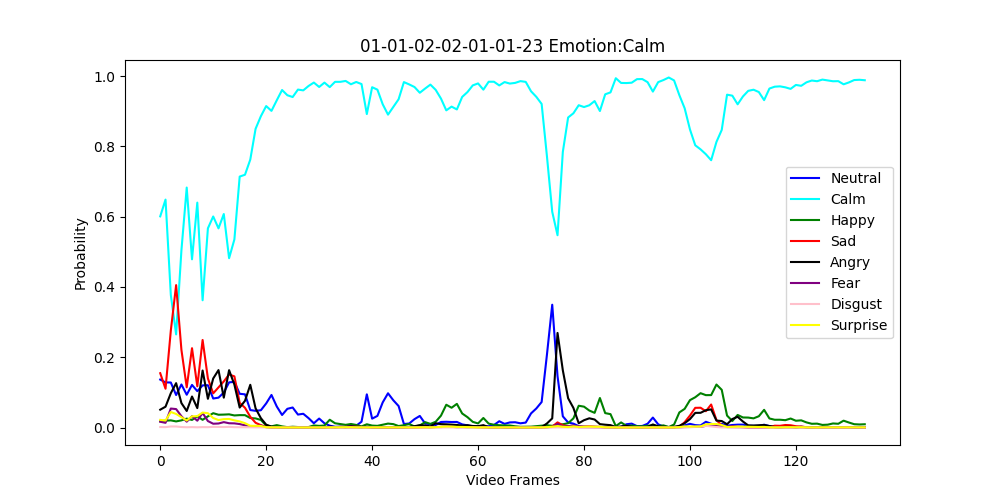 01-01-02-02-01-01-23 Emotion:Calm
Probability
1.0
0.8
0.6
0.4
0.2
0.0
Neutral
Calm
Happy
Sad
Angry
Fear
Disgust
Surprise
0 20 40 60 80 100 120
Video Frames